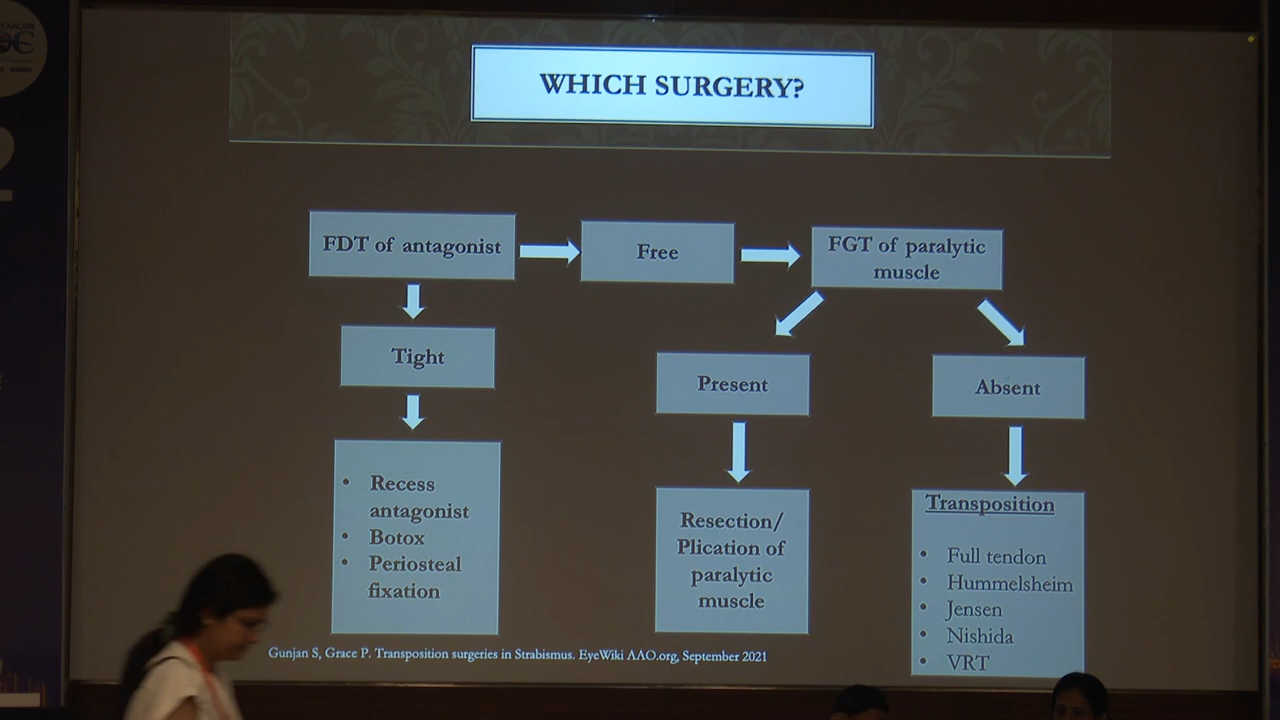 WHICH SURGERY?
FDT of antagonist
Free
FGT of paralytic
muscle
Tight
Present
Absent
• Recess
antagonist
• Botox
• Periosteal
fixation
Resection/
Plication of
paralytic
muscle
Transposition
• Full tendon
• Hummelsheim
• Jensen
• Nishida
• VRT
Gunjan S, Grace P. Transposition surgeries in Strabismus. EyeWiki AAO.org, September 2021